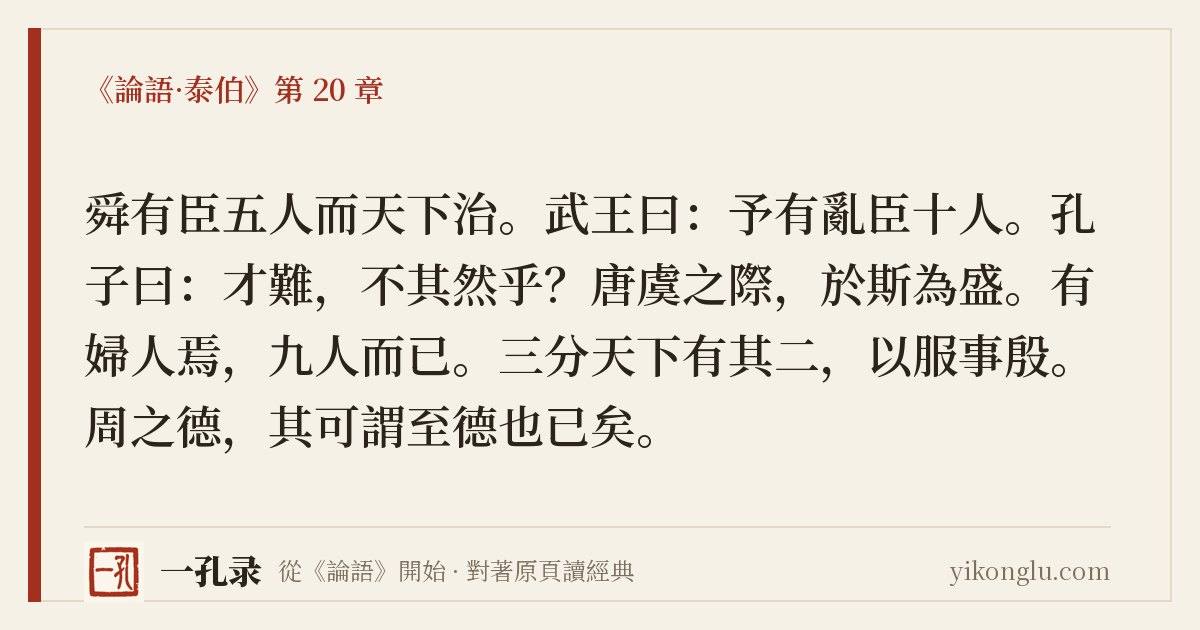 《論語·泰伯》第 20 章
舜有臣五人而天下治。武王曰：予有亂臣十人。孔
子曰：才難，不其然乎？唐虞之際，於斯為盛。有
婦人焉，九人而已。三分天下有其二，以服事殷。
周之德，其可謂至德也已矣。
一孔
一孔录 從《論語》開始 · 對著原頁讀經典
yikonglu.com